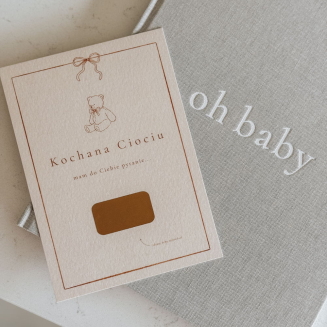 Kochana Ciociu
mam do Ciebie pytanie
oh baby